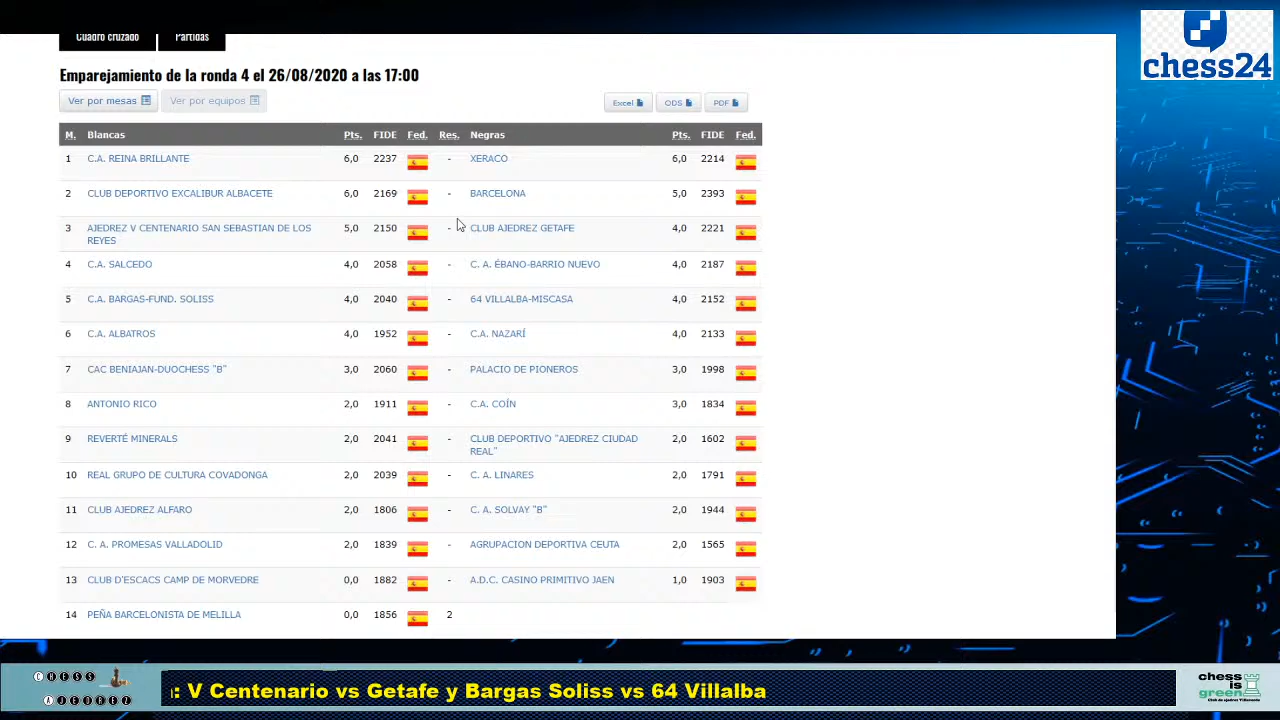 Cuadro cruzado Partidas
chess24
Emparejamiento de la ronda 4 el 26/08/2020 a las 17:00
Ver por mesas Ver por equipos Excel ODS PDF
M. Blancas Pts. FIDE Fed. Res. Negras Pts. FIDE Fed.
1 C.A. REINA BRILLANTE 6,0 2237 - XERACO 6,0 2214
2 CLUB DEPORTIVO EXCALIBUR ALBACETE 6,0 2169 - BARCELONA 5,0 2393
3 AJEDREZ V CENTENARIO SAN SEBASTIAN DE LOS 5,0 2150 - CLUB AJEDREZ GETAFE 4,0 2221
REYES
4 C.A. SALCEDO 4,0 2058 - C. A. ÉBANO-BARRIO NUEVO 4,0 2187
5 C.A. BARGAS-FUND. SOLISS 4,0 2040 - 64 VILLALBA-MISCASA 4,0 2152
6 C.A. ALBATROS 4,0 1952 - C.A. NAZARÍ 4,0 2133
7 CAC BENIAJAN-DUOCHESS "B" 3,0 2060 - PALACIO DE PIONEROS 3,0 1998
8 ANTONIO RICO 2,0 1911 - C.A. COÍN 3,0 1834
9 REVERTÉ MINERALS 2,0 2041 - CLUB DEPORTIVO "AJEDREZ CIUDAD 2,0 1602
REAL"
10 REAL GRUPO DE CULTURA COVADONGA 2,0 2039 - C. A. LINARES 2,0 1791
11 CLUB AJEDREZ ALFARO 2,0 1806 - C. A. SOLVAY "B" 2,0 1944
12 C. A. PROMESAS VALLADOLID 2,0 1839 - AGRUPACION DEPORTIVA CEUTA 2,0 1565
13 CLUB D'ESCACS CAMP DE MORVEDRE 0,0 1882 - A.D.C. CASINO PRIMITIVO JAEN 1,0 1903
14 PEÑA BARCELONISTA DE MELILLA 0,0 1856 2
CHESS
AJEDREZ
: V Centenario vs Getafe y Bargas Soliss vs 64 Villalba
chess
is
green